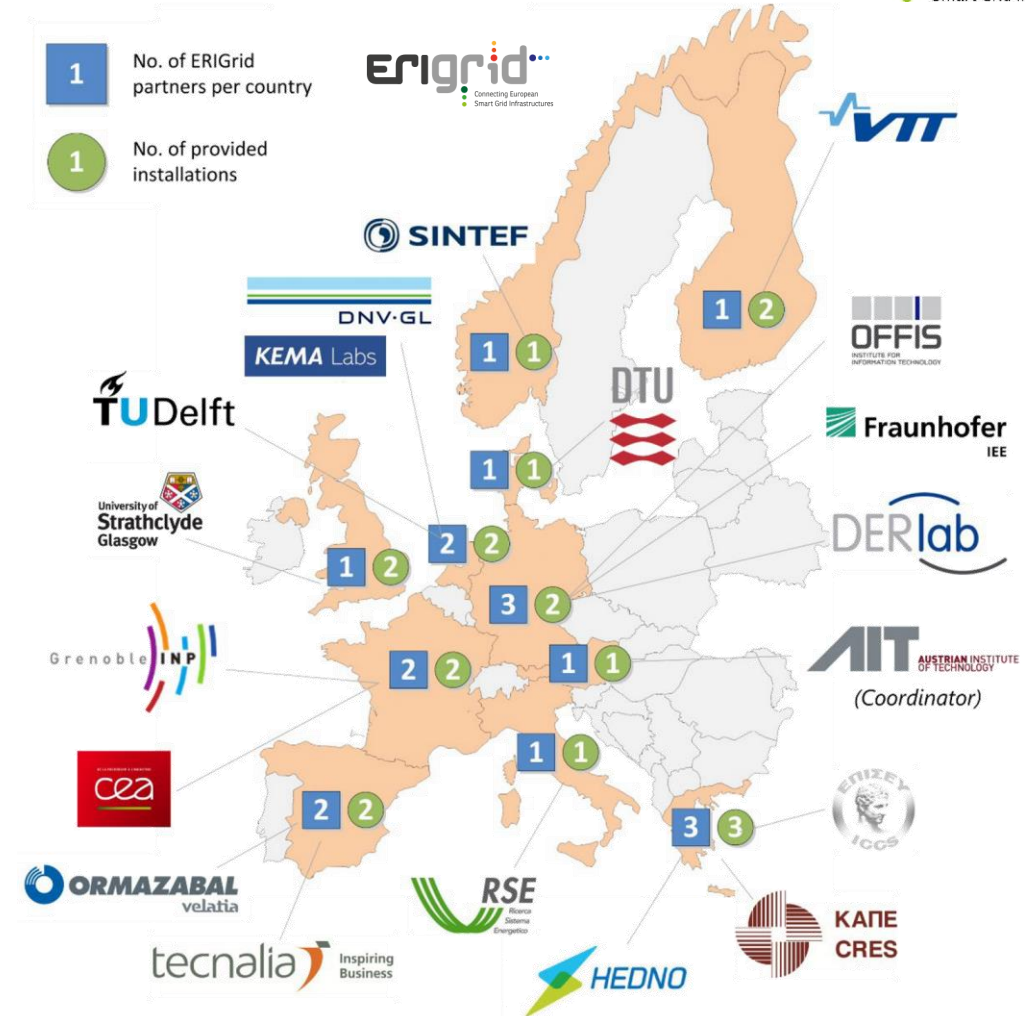 1
No. of ERIGrid
partners per country
ERIgrid
Connecting European
Smart Grid Infrastructures
1
No. of provided
installations
VTT
SINTEF
DNV·GL
KEMA Labs
1 2
OFFIS
INSTITUTE FOR
INFORMATION TECHNOLOGY
1 1
DTU
TUDelft
Fraunhofer
IEE
1 1
University of
Strathclyde
Glasgow
DERlab
2 2
1 2
3 2
Grenoble INP
2 2
1 1
AIT
AUSTRIAN INSTITUTE
OF TECHNOLOGY
(Coordinator)
1 1
cea
2 2
3 3
ΕΠΙΣΕΥ
ICCS
ORMAZABAL
velatia
RSE
Ricerca
Sistema
Energetico
ΚΑΠΕ
CRES
tecnalia
Inspiring
Business
HEDNO